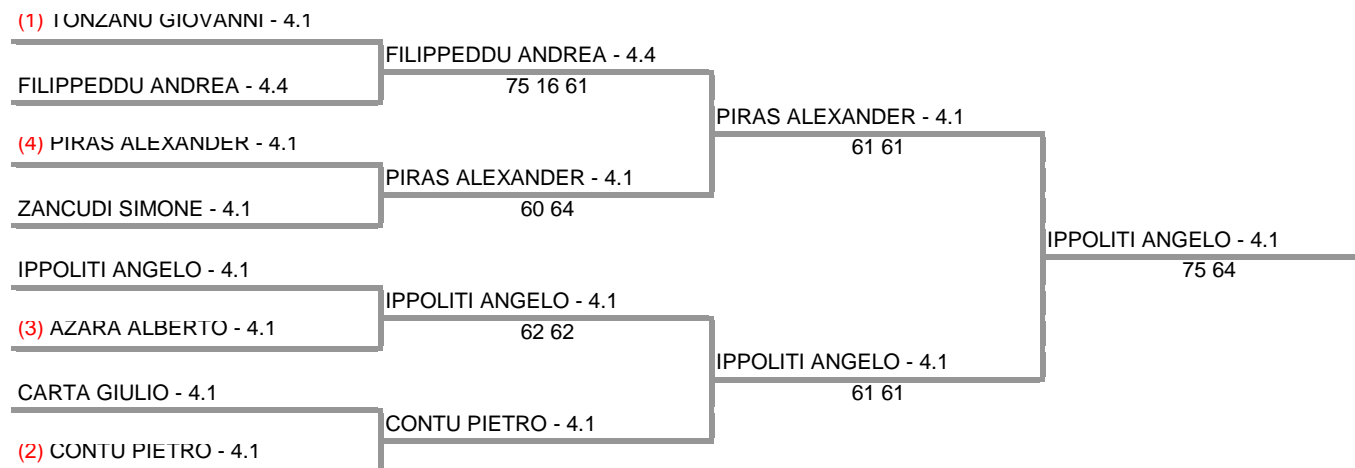 (1) TONZANU GIOVANNI - 4.1
FILIPPEDDU ANDREA - 4.4
FILIPPEDDU ANDREA - 4.4
75 16 61
PIRAS ALEXANDER - 4.1
61 61
(4) PIRAS ALEXANDER - 4.1
PIRAS ALEXANDER - 4.1
60 64
ZANCUDI SIMONE - 4.1
IPPOLITI ANGELO - 4.1
75 64
IPPOLITI ANGELO - 4.1
IPPOLITI ANGELO - 4.1
62 62
(3) AZARA ALBERTO - 4.1
IPPOLITI ANGELO - 4.1
61 61
CARTA GIULIO - 4.1
CONTU PIETRO - 4.1
(2) CONTU PIETRO - 4.1